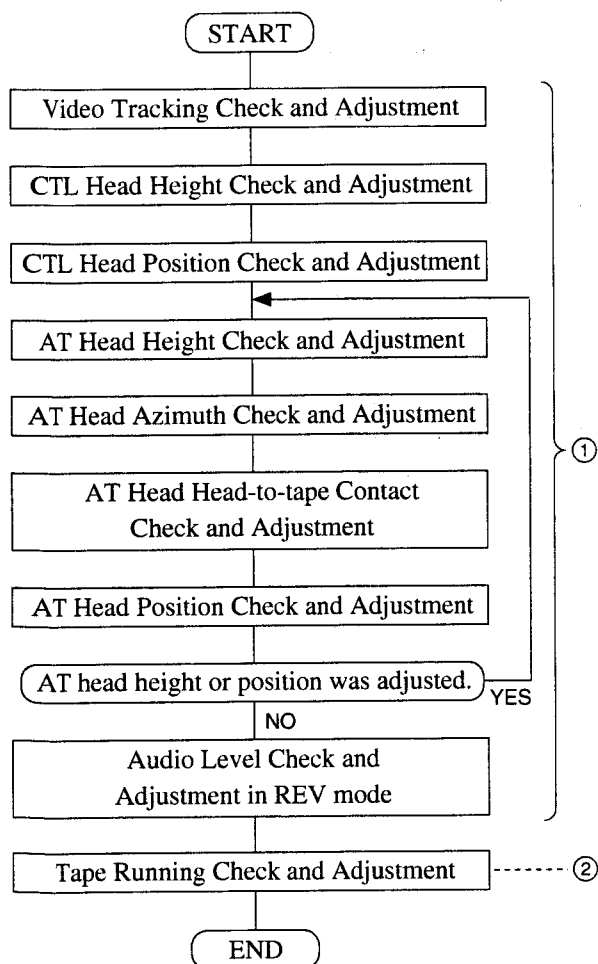 START
Video Tracking Check and Adjustment
CTL Head Height Check and Adjustment
CTL Head Position Check and Adjustment
AT Head Height Check and Adjustment
AT Head Azimuth Check and Adjustment
AT Head Head-to-tape Contact
Check and Adjustment
①
AT Head Position Check and Adjustment
AT head height or position was adjusted.
YES
NO
Audio Level Check and
Adjustment in REV mode
Tape Running Check and Adjustment
②
END